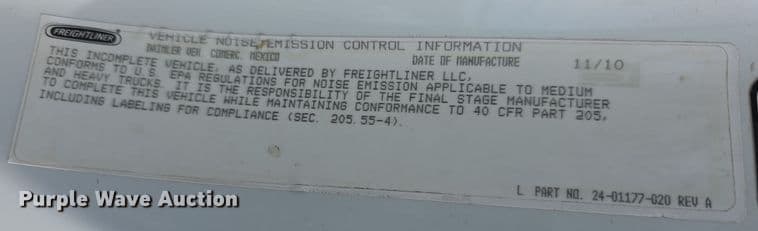 FREIGHTLINER
VEHICLE NOISE EMISSION CONTROL INFORMATION
DAIMLER VEH. COMERC. MEXICO DATE OF MANUFACTURE 11/10
THIS INCOMPLETE VEHICLE, AS DELIVERED BY FREIGHTLINER LLC,
CONFORMS TO U.S. EPA REGULATIONS FOR NOISE EMISSION APPLICABLE TO MEDIUM
AND HEAVY TRUCKS. IT IS THE RESPONSIBILITY OF THE FINAL STAGE MANUFACTURER
TO COMPLETE THIS VEHICLE WHILE MAINTAINING CONFORMANCE TO 40 CFR PART 205,
INCLUDING LABELING FOR COMPLIANCE (SEC. 205.55-4).
L PART NO. 24-01177-020 REV A
Purple Wave Auction